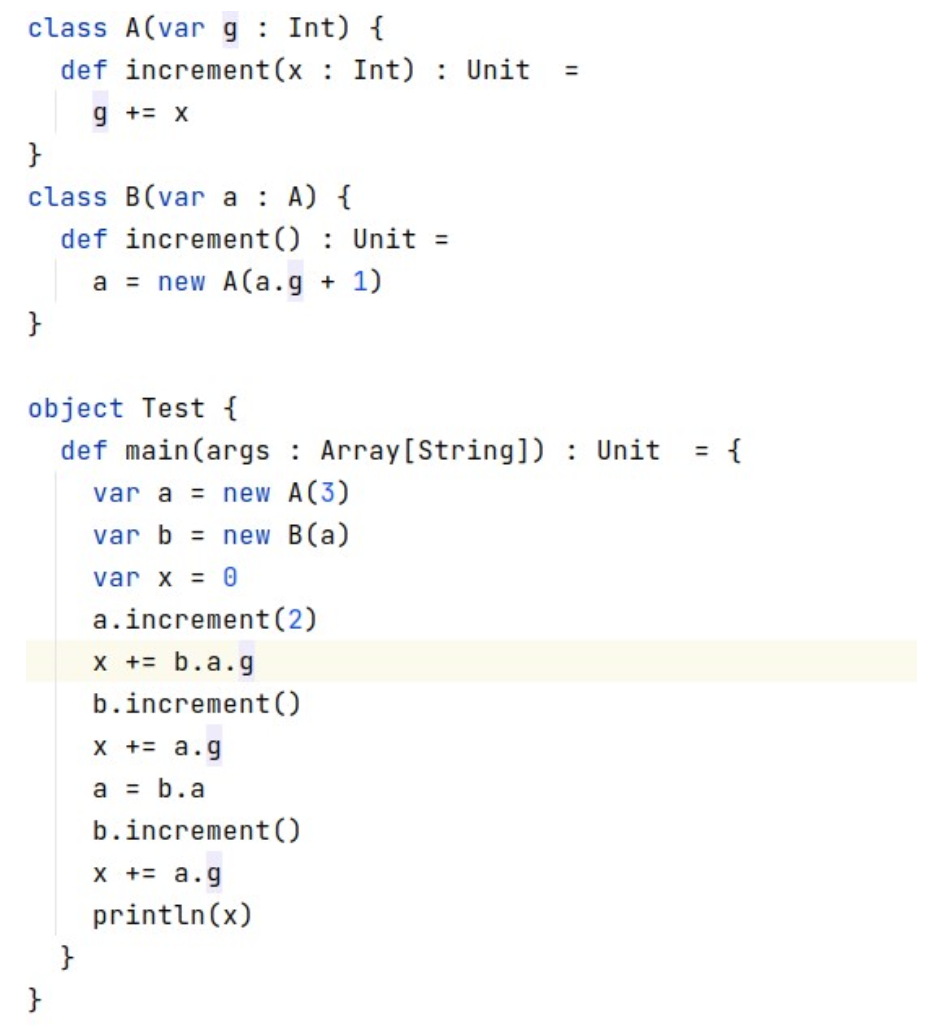 class A(var g : Int) {
  def increment(x : Int) : Unit  =
    g += x
}
class B(var a : A) {
  def increment() : Unit =
    a = new A(a.g + 1)
}

object Test {
  def main(args : Array[String]) : Unit  = {
    var a = new A(3)
    var b = new B(a)
    var x = 0
    a.increment(2)
    x += b.a.g
    b.increment()
    x += a.g
    a = b.a
    b.increment()
    x += a.g
    println(x)
  }
}